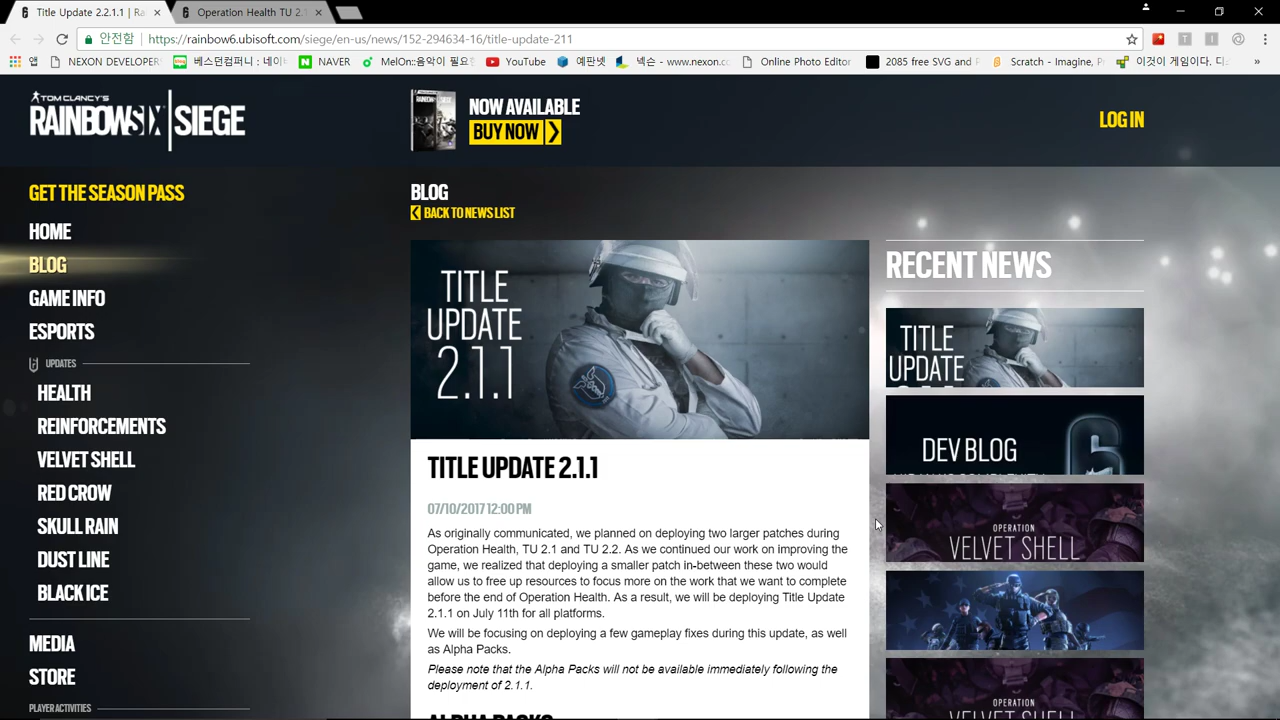 Title Update 2.2.1.1 | Ra
Operation Health TU 2.
안전함
https://rainbow6.ubisoft.com/siege/en-us/news/152-294634-16/title-update-211
앱
NEXON DEVELOPER
베스던컴퍼니 : 네이
NAVER
MelOn::음악이 필요한
YouTube
예판넷
넥슨 - www.nexon.co
Online Photo Editor
2085 free SVG and
Scratch - Imagine, P
이것이 게임이다. 디
»
TOM CLANCY'S
RAINBOW SIX | SIEGE
NOW AVAILABLE
BUY NOW
LOG IN
GET THE SEASON PASS
HOME
BLOG
GAME INFO
ESPORTS
UPDATES
HEALTH
REINFORCEMENTS
VELVET SHELL
RED CROW
SKULL RAIN
DUST LINE
BLACK ICE
MEDIA
STORE
PLAYER ACTIVITIES
BLOG
BACK TO NEWS LIST
TITLE
UPDATE
2.1.1
TITLE UPDATE 2.1.1
07/10/2017 12:00 PM
As originally communicated, we planned on deploying two larger patches during
Operation Health, TU 2.1 and TU 2.2. As we continued our work on improving the
game, we realized that deploying a smaller patch in-between these two would
allow us to free up resources to focus more on the work that we want to complete
before the end of Operation Health. As a result, we will be deploying Title Update
2.1.1 on July 11th for all platforms.
We will be focusing on deploying a few gameplay fixes during this update, as well
as Alpha Packs.
Please note that the Alpha Packs will not be available immediately following the
deployment of 2.1.1.
ALPHA PACKS
RECENT NEWS
TITLE
UPDATE
DEV BLOG
6
OPERATION
VELVET SHELL
OPERATION
VELVET SHELL